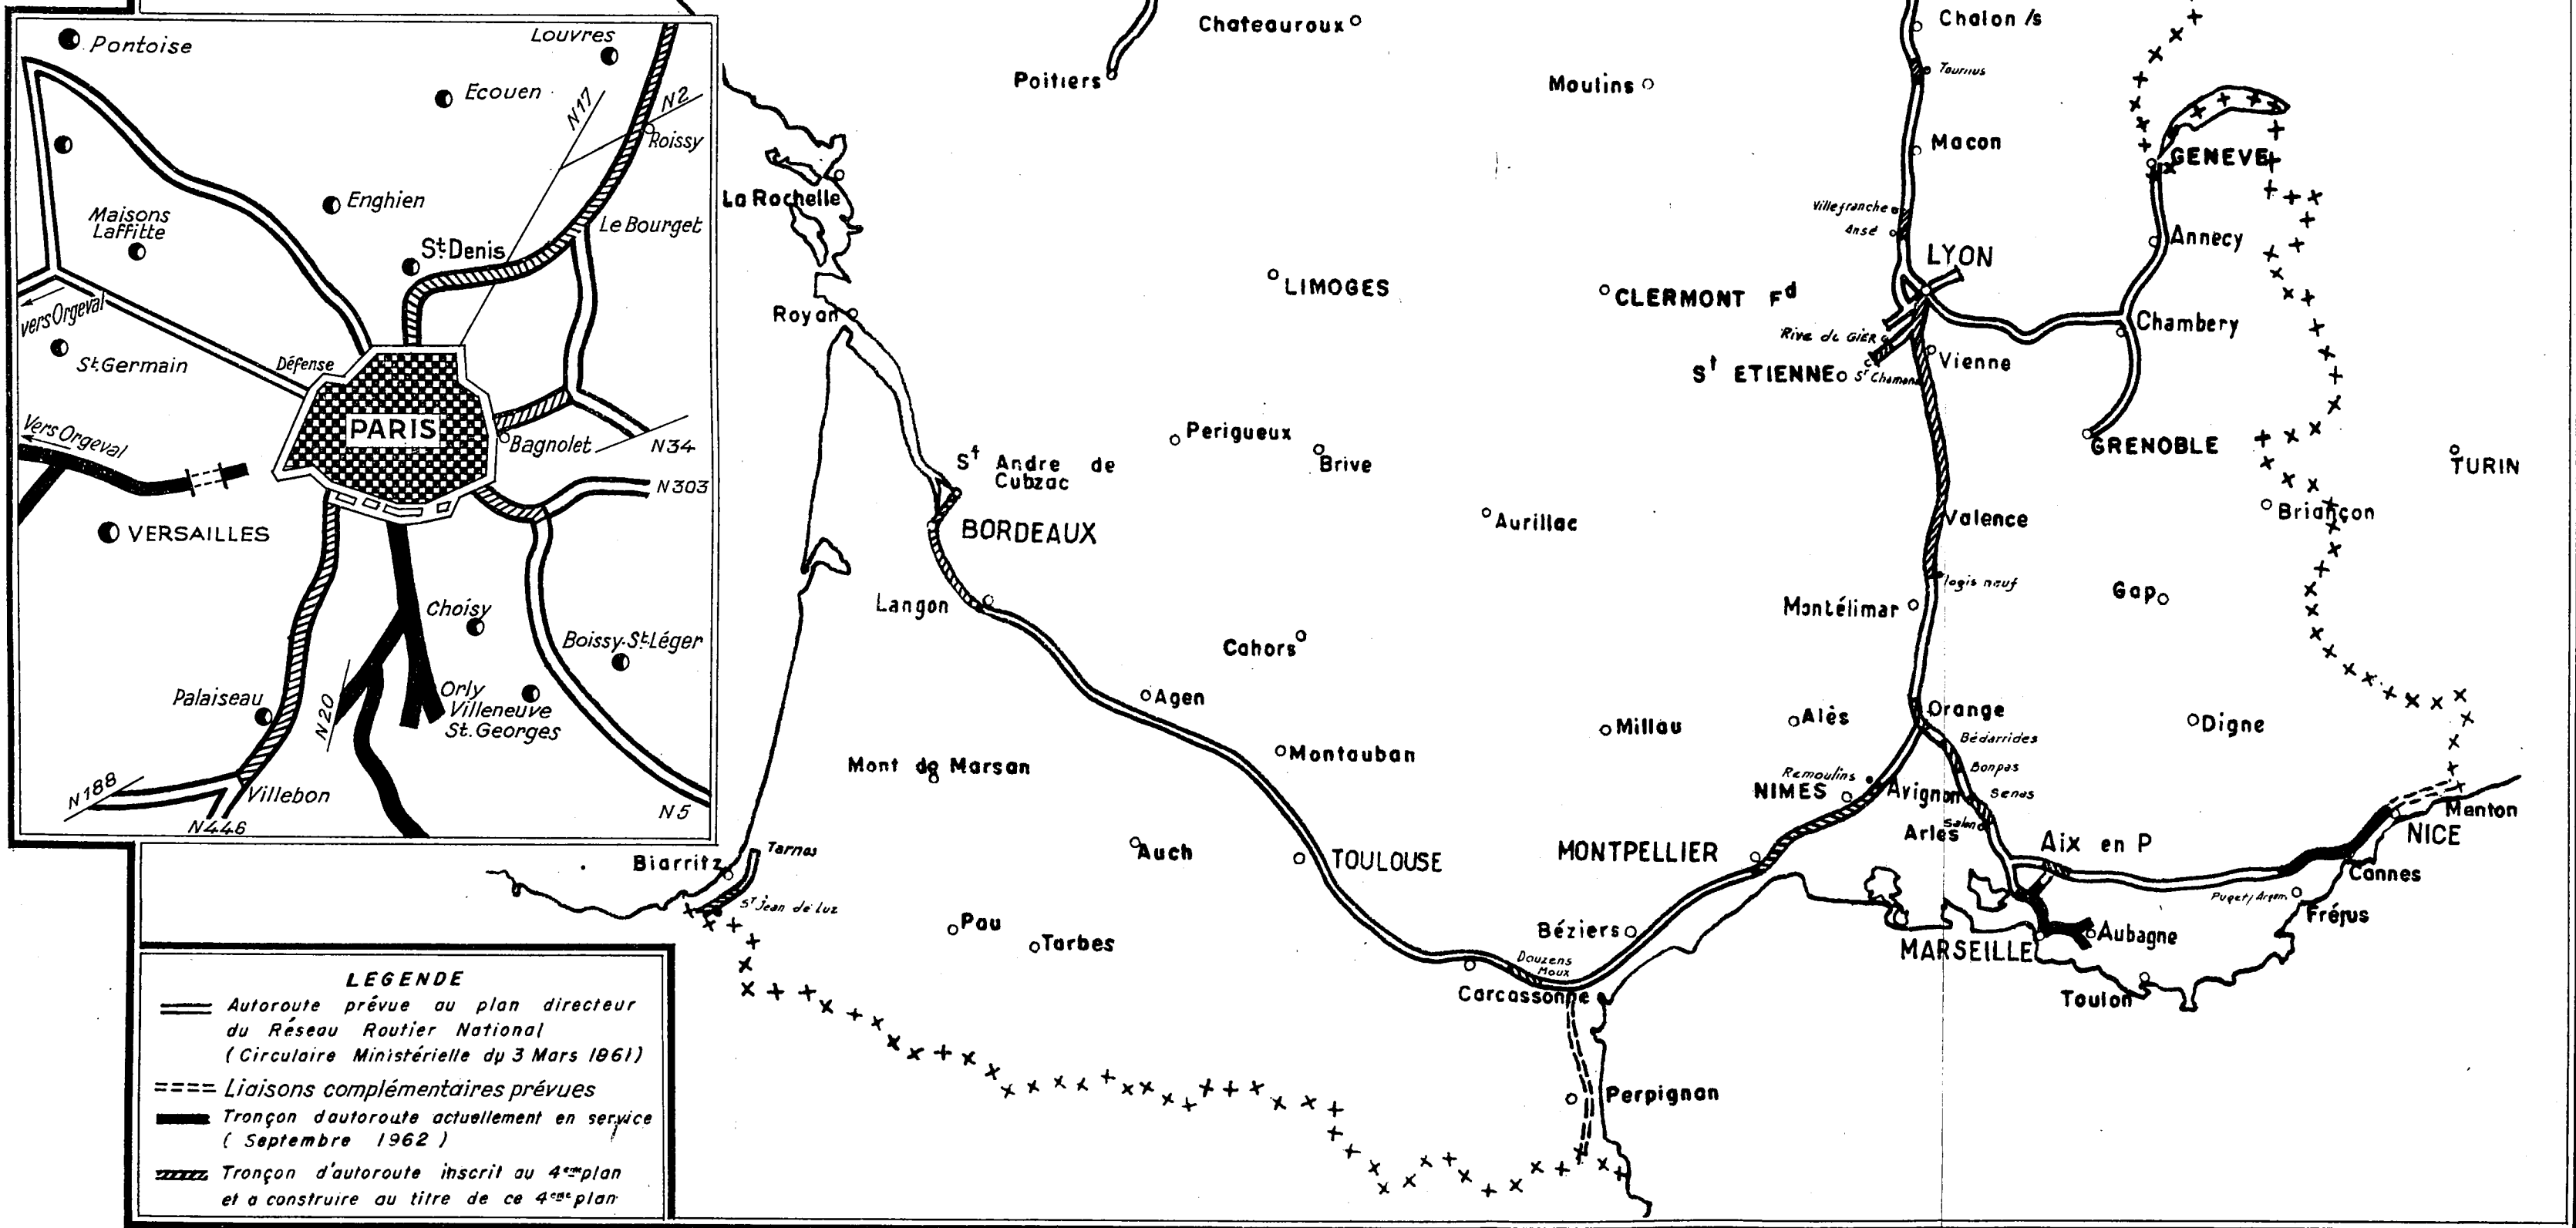 Pontoise
Louvres
Ecouen
N17
N2
Roissy
Enghien
Maisons
Laffitte
St Denis
Le Bourget
vers Orgeval
St. Germain
Défense
PARIS
Bagnolet
N34
Vers Orgeval
N303
VERSAILLES
Choisy
Boissy-St. Léger
Palaiseau
N20
Orly
Villeneuve
St. Georges
N188
Villebon
N446
N5
Chateauroux
Poitiers
Moulins
Chalon /s
Tournus
Macon
La Rochelle
Villefranche
Anse
GENEVE
Annecy
LYON
LIMOGES
CLERMONT Fd
Royan
Rive de GIER
Chambery
St ETIENNE
St Chamond
Vienne
GRENOBLE
Perigueux
Brive
TURIN
St Andre de
Cubzac
BORDEAUX
Aurillac
Valence
Briançon
logis neuf
Langon
Montélimar
Gap
Cahors
Agen
Millau
Alès
Orange
Digne
Bédarrides
Montauban
Mont de Marsan
Bonpas
Remoulins
NIMES
Avignon
Senas
Salon
Arles
Menton
NICE
Biarritz
Tarnos
Auch
TOULOUSE
MONTPELLIER
Aix en P
Cannes
St Jean de luz
Puget/Argens
Fréjus
Pau
Tarbes
Béziers
MARSEILLE
Aubagne
Douzens
Moux
Carcassonne
Toulon
Perpignan
LEGENDE
Autoroute prévue au plan directeur
du Réseau Routier National
(Circulaire Ministérielle du 3 Mars 1961)
Liaisons complémentaires prévues
Tronçon d'autoroute actuellement en service
( Septembre 1962 )
Tronçon d'autoroute inscrit au 4eme plan
et a construire au titre de ce 4eme plan